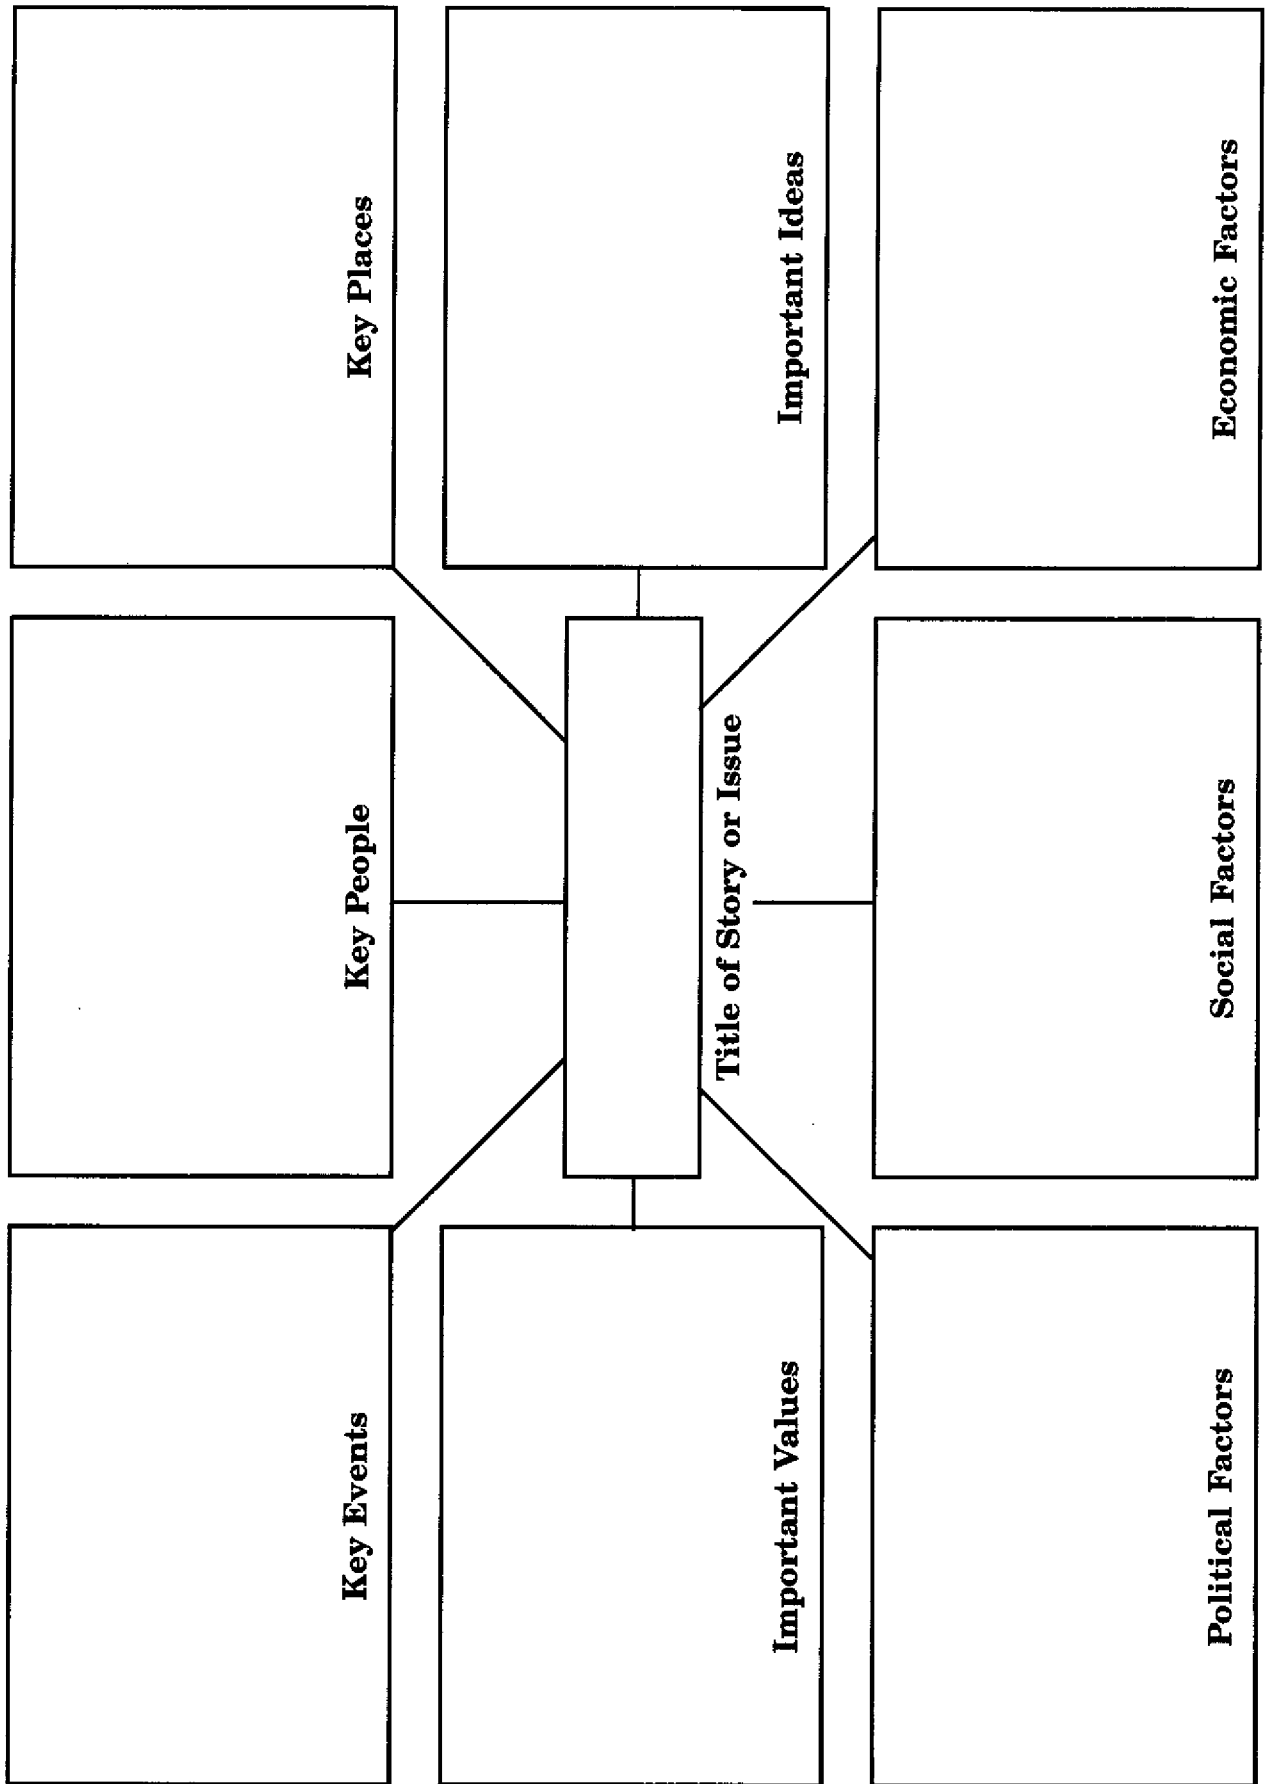 Key Events
Key People
Key Places
Important Values
Title of Story or Issue
Important Ideas
Political Factors
Social Factors
Economic Factors